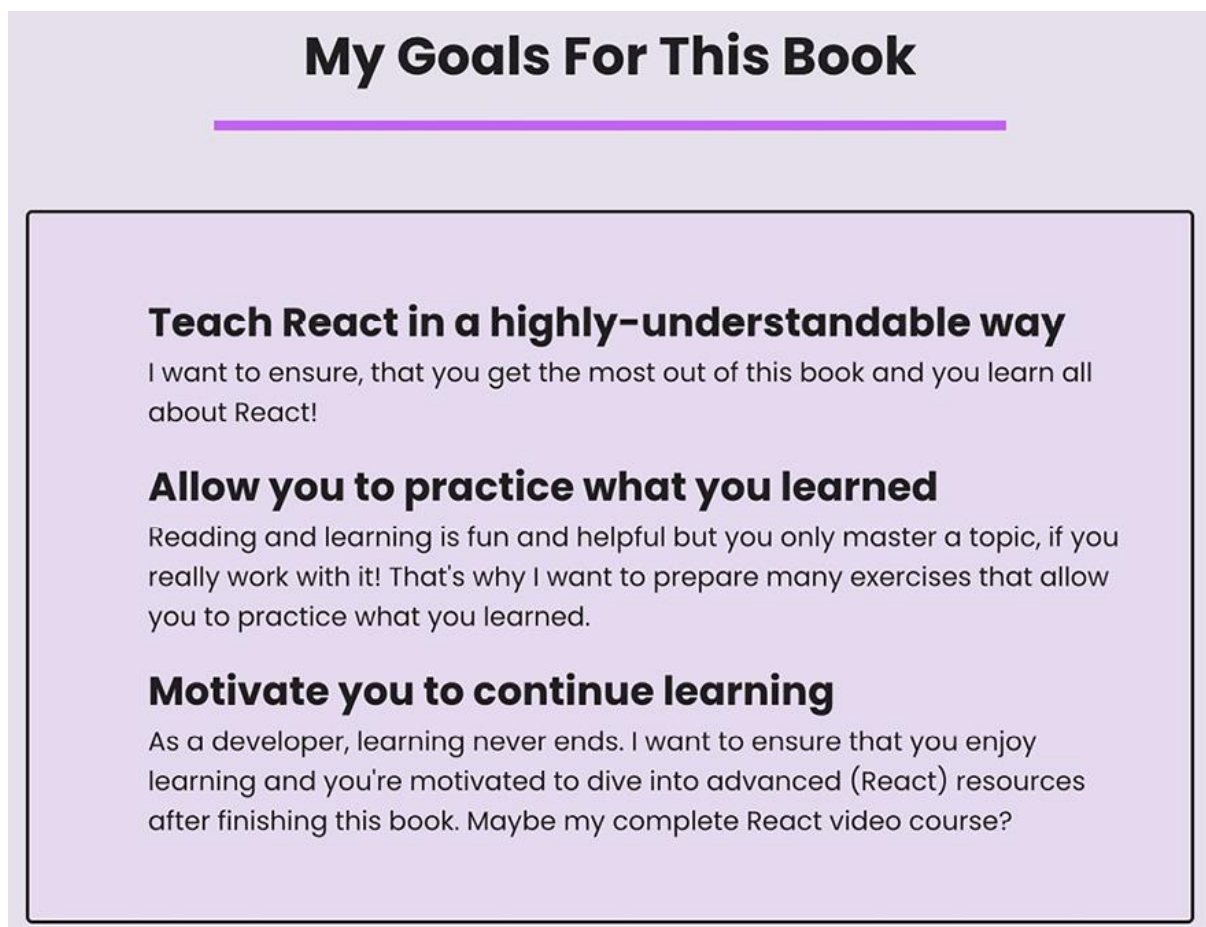 My Goals For This Book
Teach React in a highly-understandable way
I want to ensure, that you get the most out of this book and you learn all
about React!
Allow you to practice what you learned
Reading and learning is fun and helpful but you only master a topic, if you
really work with it! That's why I want to prepare many exercises that allow
you to practice what you learned.
Motivate you to continue learning
As a developer, learning never ends. I want to ensure that you enjoy
learning and you're motivated to dive into advanced (React) resources
after finishing this book. Maybe my complete React video course?